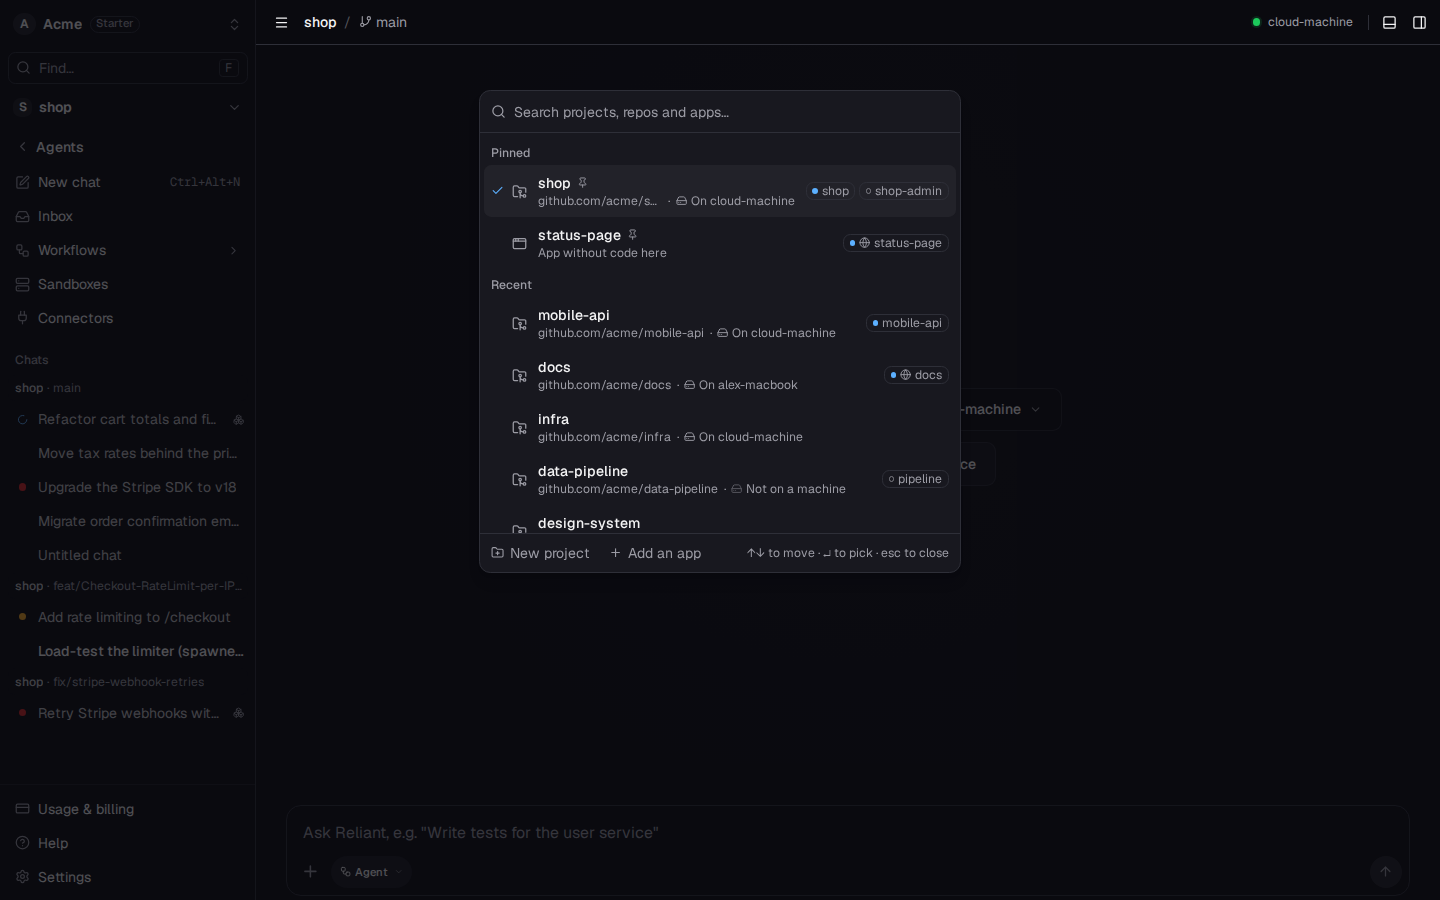 A Acme Starter
Find... F
S shop
Agents
New chat Ctrl+Alt+N
Inbox
Workflows
Sandboxes
Connectors
Chats
shop · main
Refactor cart totals and fi...
Move tax rates behind the pri...
Upgrade the Stripe SDK to v18
Migrate order confirmation em...
Untitled chat
shop · feat/Checkout-RateLimit-per-IP...
Add rate limiting to /checkout
Load-test the limiter (spawne...
shop · fix/stripe-webhook-retries
Retry Stripe webhooks wit...
Usage & billing
Help
Settings
shop / main
cloud-machine
Search projects, repos and apps...
Pinned
shop
github.com/acme/s... · On cloud-machine
shop shop-admin
status-page
App without code here
status-page
Recent
mobile-api
github.com/acme/mobile-api · On cloud-machine
mobile-api
docs
github.com/acme/docs · On alex-macbook
docs
infra
github.com/acme/infra · On cloud-machine
data-pipeline
github.com/acme/data-pipeline · Not on a machine
pipeline
design-system
New project Add an app ↑↓ to move · ↵ to pick · esc to close
-machine
ce
Ask Reliant, e.g. "Write tests for the user service"
Agent